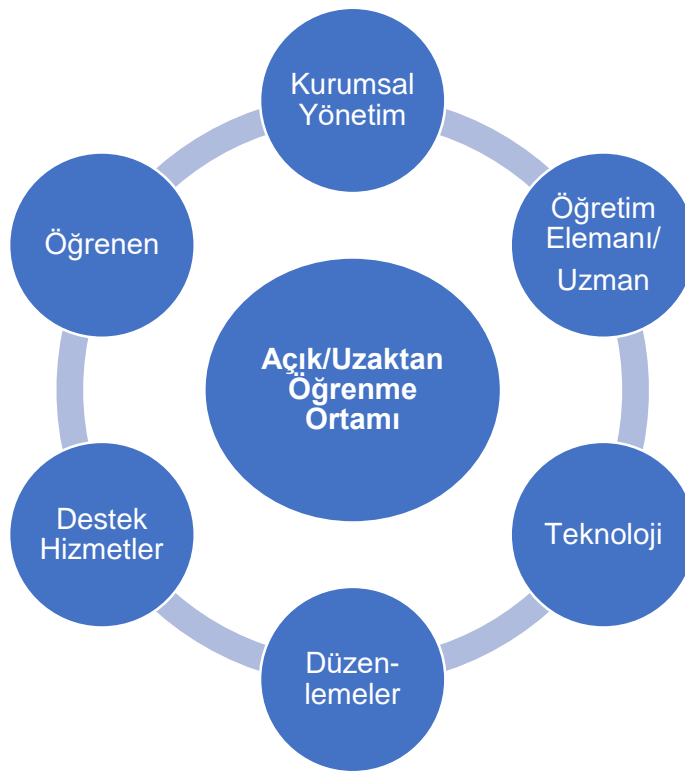 Kurumsal
Yönetim
Öğretim
Elemanı/
Uzman
Öğrenen
Açık/Uzaktan
Öğrenme
Ortamı
Destek
Hizmetler
Teknoloji
Düzen-
lemeler